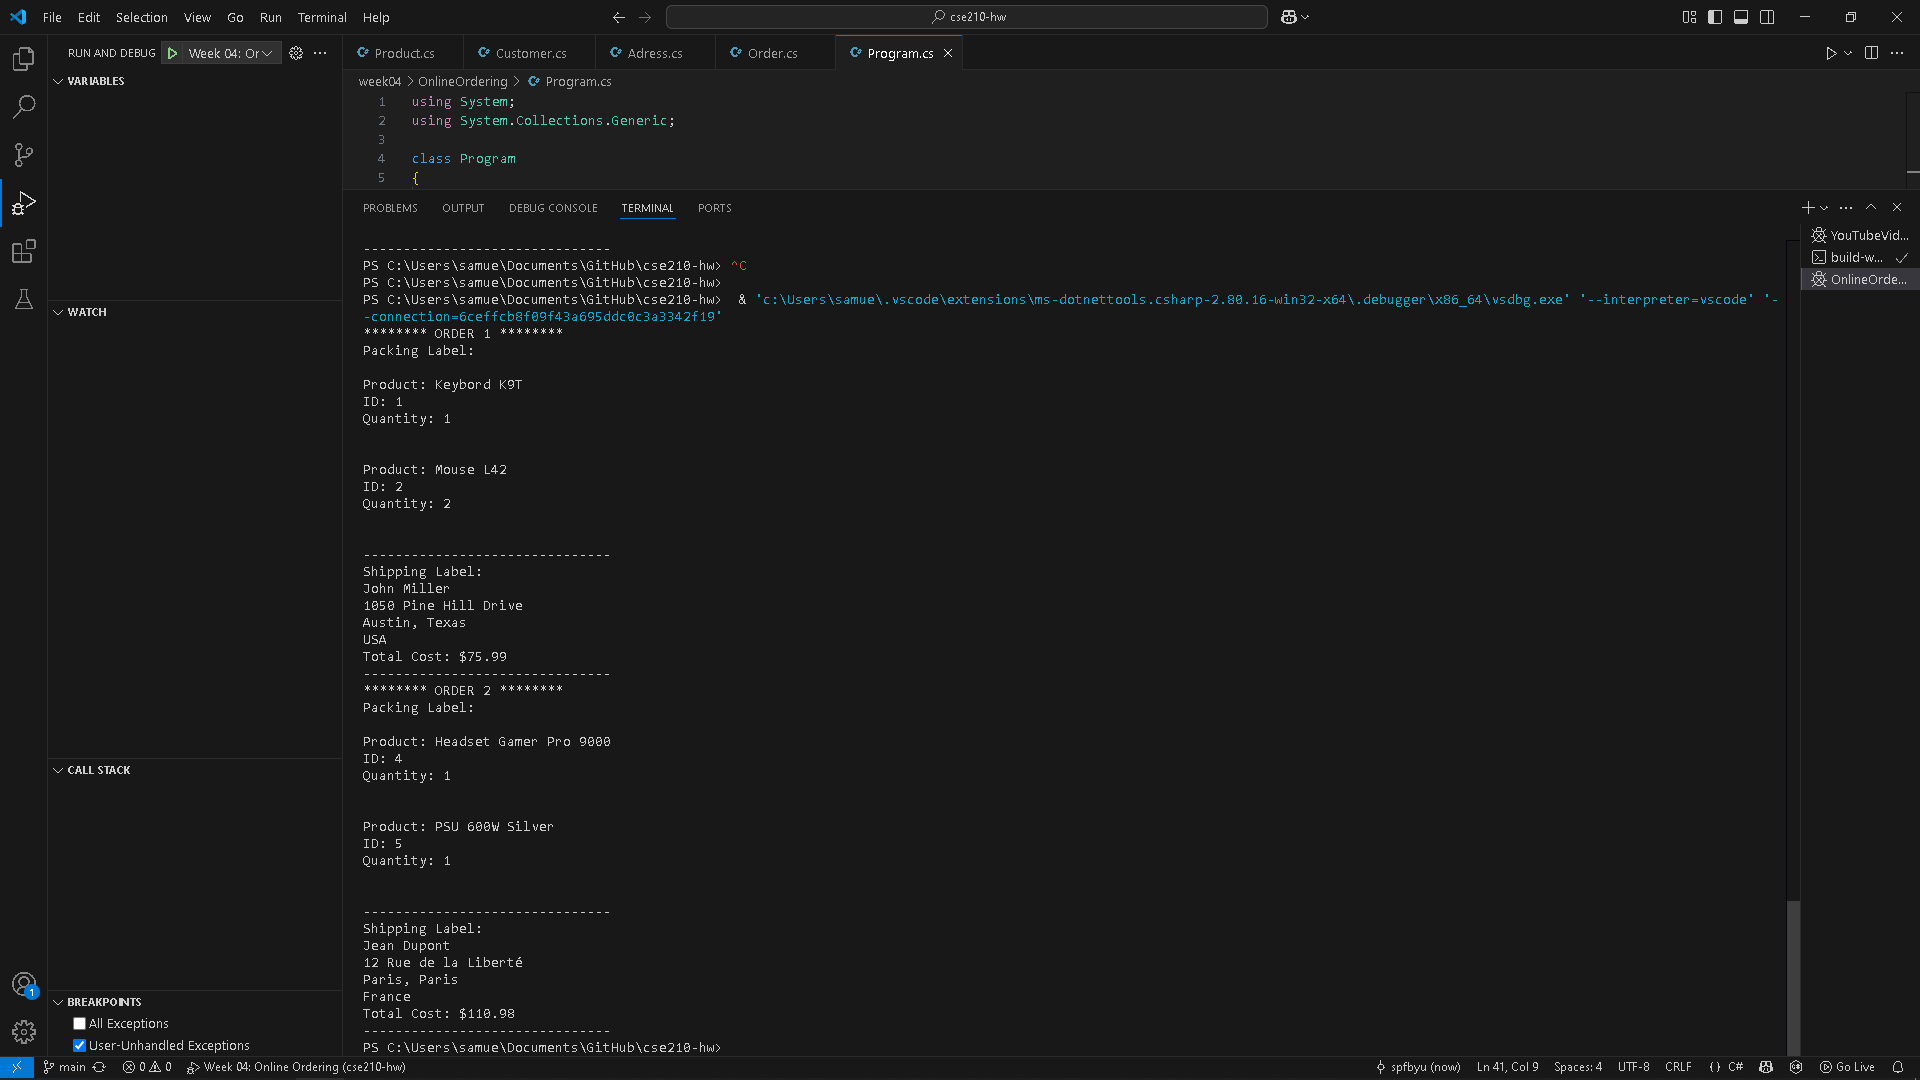 File Edit Selection View Go Run Terminal Help
cse210-hw
RUN AND DEBUG Week 04: Or
Product.cs Customer.cs Adress.cs Order.cs Program.cs
VARIABLES
week04 > OnlineOrdering > Program.cs
1 using System;
2 using System.Collections.Generic;
3
4 class Program
5 {
PROBLEMS OUTPUT DEBUG CONSOLE TERMINAL PORTS
YouTubeVid...
build-w...
OnlineOrde...
-------------------------------
PS C:\Users\samue\Documents\GitHub\cse210-hw> ^C
PS C:\Users\samue\Documents\GitHub\cse210-hw>
PS C:\Users\samue\Documents\GitHub\cse210-hw>  & 'c:\Users\samue\.vscode\extensions\ms-dotnettools.csharp-2.80.16-win32-x64\.debugger\x86_64\vsdbg.exe' '--interpreter=vscode' '-
-connection=6ceffcb8f09f43a695ddc0c3a3342f19'
******** ORDER 1 ********
Packing Label:
Product: Keybord K9T
ID: 1
Quantity: 1
Product: Mouse L42
ID: 2
Quantity: 2
-------------------------------
Shipping Label:
John Miller
1050 Pine Hill Drive
Austin, Texas
USA
Total Cost: $75.99
-------------------------------
******** ORDER 2 ********
Packing Label:
Product: Headset Gamer Pro 9000
ID: 4
Quantity: 1
Product: PSU 600W Silver
ID: 5
Quantity: 1
-------------------------------
Shipping Label:
Jean Dupont
12 Rue de la Liberté
Paris, Paris
France
Total Cost: $110.98
-------------------------------
PS C:\Users\samue\Documents\GitHub\cse210-hw>
WATCH
CALL STACK
BREAKPOINTS
All Exceptions
User-Unhandled Exceptions
1
main 0 0 Week 04: Online Ordering (cse210-hw) spfbyu (now) Ln 41, Col 9 Spaces: 4 UTF-8 CRLF {} C# Go Live